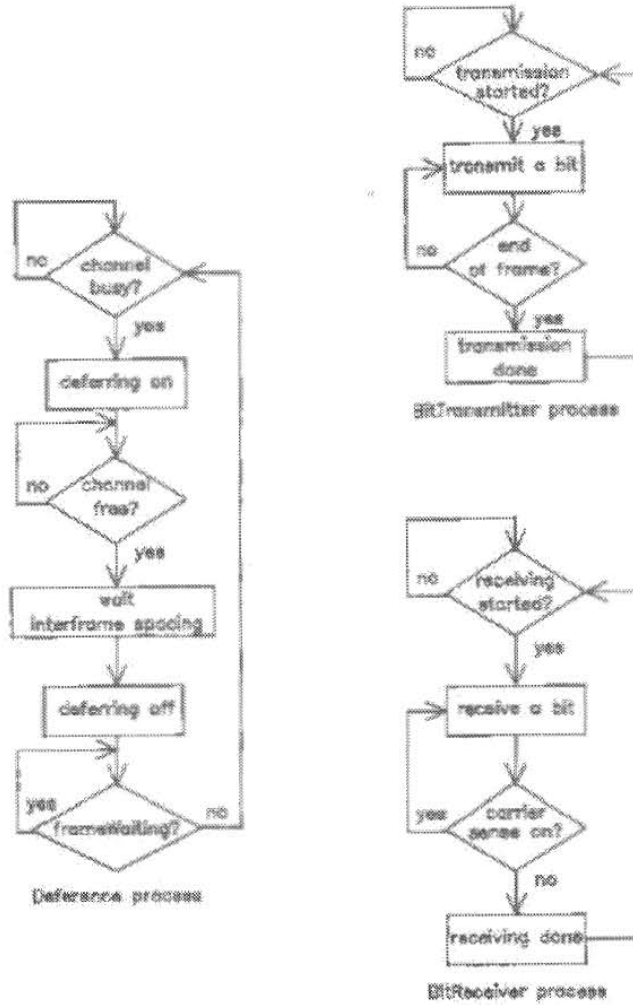 no
channel
busy?
yes
deferring on
no
channel
free?
yes
wait
interframe spacing
deferring off
yes
frameWaiting?
no
Deference process
no
transmission
started?
yes
transmit a bit
no
end
of frame?
yes
transmission
done
BitTransmitter process
no
receiving
started?
yes
receive a bit
yes
carrier
sense on?
no
receiving done
BitReceiver process